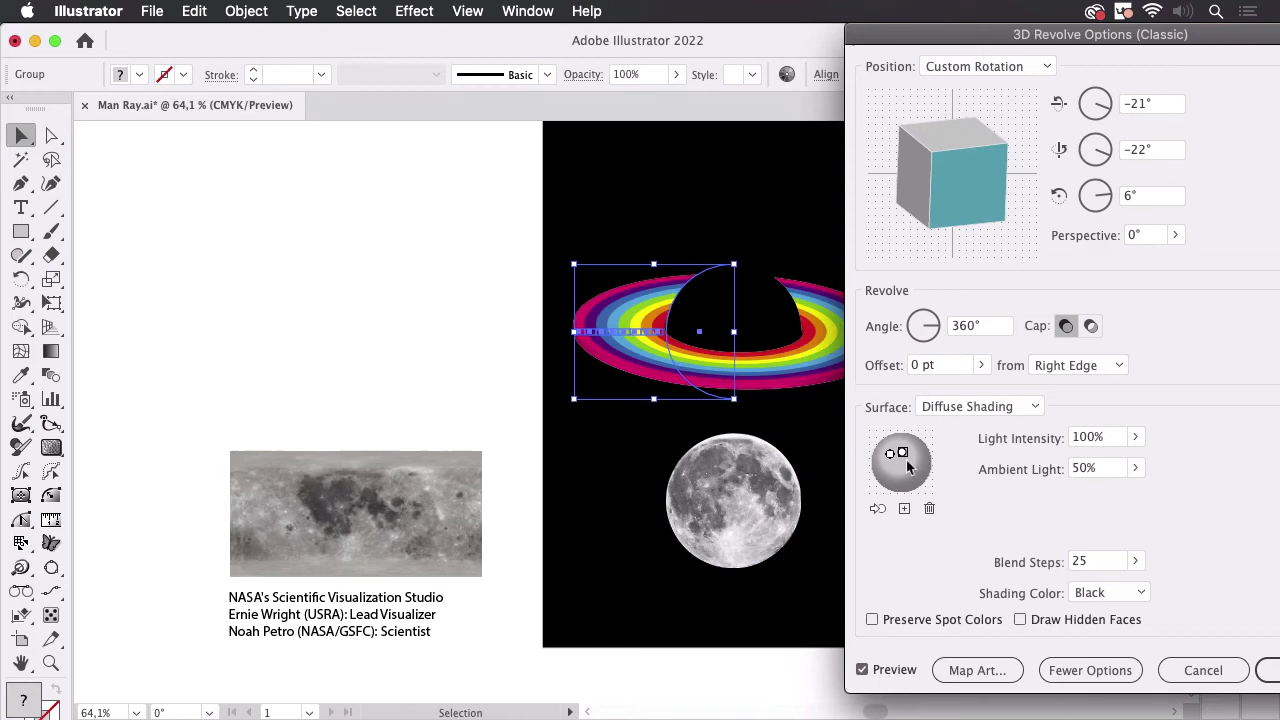 Illustrator File Edit Object Type Select Effect View Window Help
Adobe Illustrator 2022
3D Revolve Options (Classic)
Group ? Stroke: Basic Opacity: 100% Style: Align
Man Ray.ai* @ 64,1 % (CMYK/Preview)
Position: Custom Rotation
-21°
-22°
6°
Perspective: 0°
Revolve
Angle: 360° Cap:
Offset: 0 pt from Right Edge
Surface: Diffuse Shading
Light Intensity: 100%
Ambient Light: 50%
Blend Steps: 25
Shading Color: Black
Preserve Spot Colors Draw Hidden Faces
Preview Map Art... Fewer Options Cancel
NASA's Scientific Visualization Studio
Ernie Wright (USRA): Lead Visualizer
Noah Petro (NASA/GSFC): Scientist
?
64,1% 0° 1 Selection